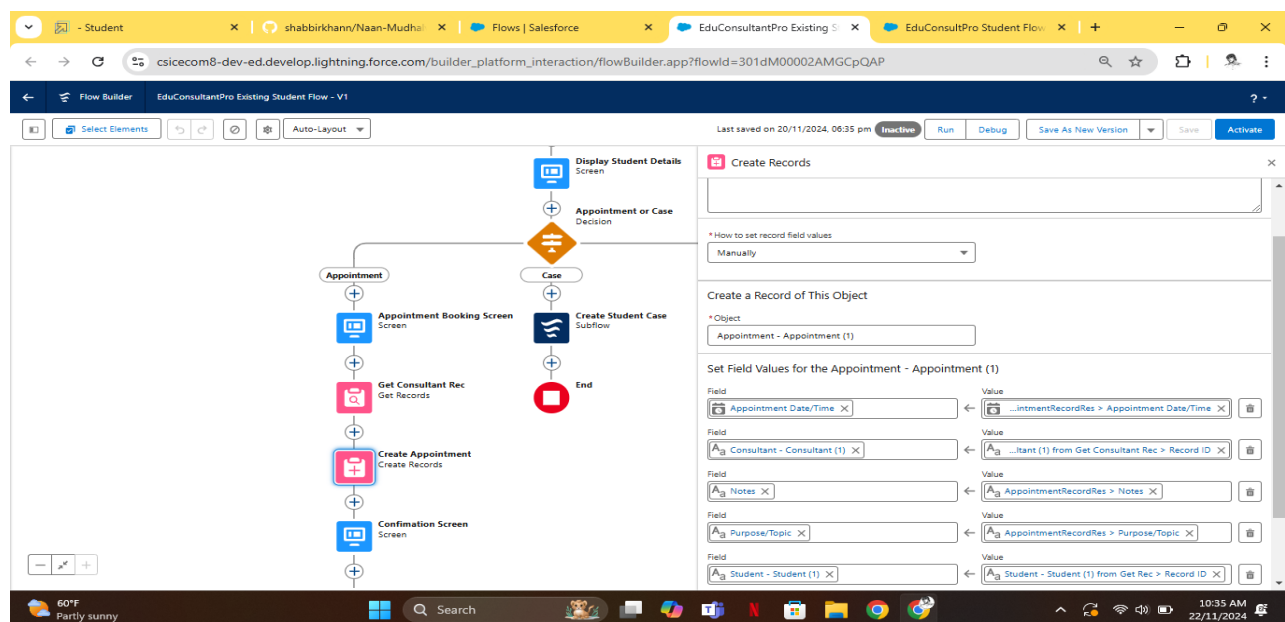 - Student
shabbirkhann/Naan-Mudhal
Flows | Salesforce
EduConsultantPro Existing S
EduConsultPro Student Flow
csicecom8-dev-ed.develop.lightning.force.com/builder_platform_interaction/flowBuilder.app?flowId=301dM00002AMGCpQAP
Flow Builder EduConsultantPro Existing Student Flow - V1 ?
Select Elements Auto-Layout Last saved on 20/11/2024, 06:35 pm Inactive Run Debug Save As New Version Save Activate
Display Student Details
Screen
Appointment or Case
Decision
Appointment
Case
Appointment Booking Screen
Screen
Create Student Case
Subflow
Get Consultant Rec
Get Records
End
Create Appointment
Create Records
Confimation Screen
Screen
Create Records
* How to set record field values
Manually
Create a Record of This Object
* Object
Appointment - Appointment (1)
Set Field Values for the Appointment - Appointment (1)
Field Value
Appointment Date/Time ...intmentRecordRes > Appointment Date/Time
Field Value
Aa Consultant - Consultant (1) Aa ...ltant (1) from Get Consultant Rec > Record ID
Field Value
Aa Notes Aa AppointmentRecordRes > Notes
Field Value
Aa Purpose/Topic Aa AppointmentRecordRes > Purpose/Topic
Field Value
Aa Student - Student (1) Aa Student - Student (1) from Get Rec > Record ID
60°F
Partly sunny
Search
10:35 AM
22/11/2024